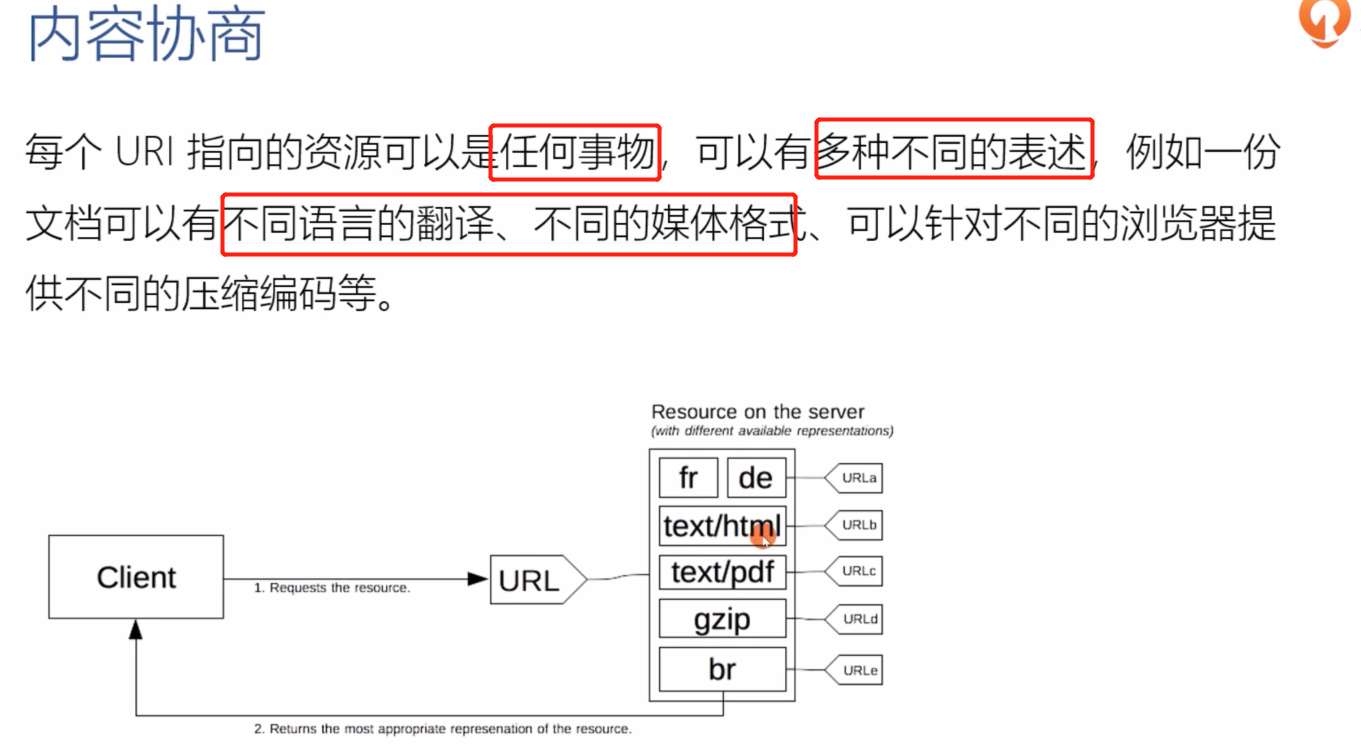 内容协商
每个 URI 指向的资源可以是任何事物，可以有多种不同的表述，例如一份
文档可以有不同语言的翻译、不同的媒体格式、可以针对不同的浏览器提
供不同的压缩编码等。
Resource on the server
(with different available representations)
fr de URLa
text/html URLb
Client
1. Requests the resource.
URL
text/pdf URLc
gzip URLd
br URLe
2. Returns the most appropriate represenation of the resource.